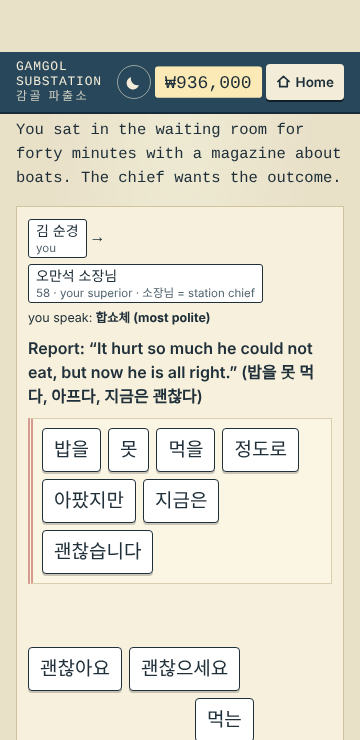 GAMGOL
SUBSTATION
감골 파출소
₩936,000
Home
You sat in the waiting room for
forty minutes with a magazine about
boats. The chief wants the outcome.
김 순경
you
→
오만석 소장님
58 · your superior · 소장님 = station chief
you speak: 합쇼체 (most polite)
Report: “It hurt so much he could not
eat, but now he is all right.” (밥을 못 먹
다, 아프다, 지금은 괜찮다)
밥을 못 먹을 정도로
아팠지만 지금은
괜찮습니다
괜찮아요 괜찮으세요
먹는